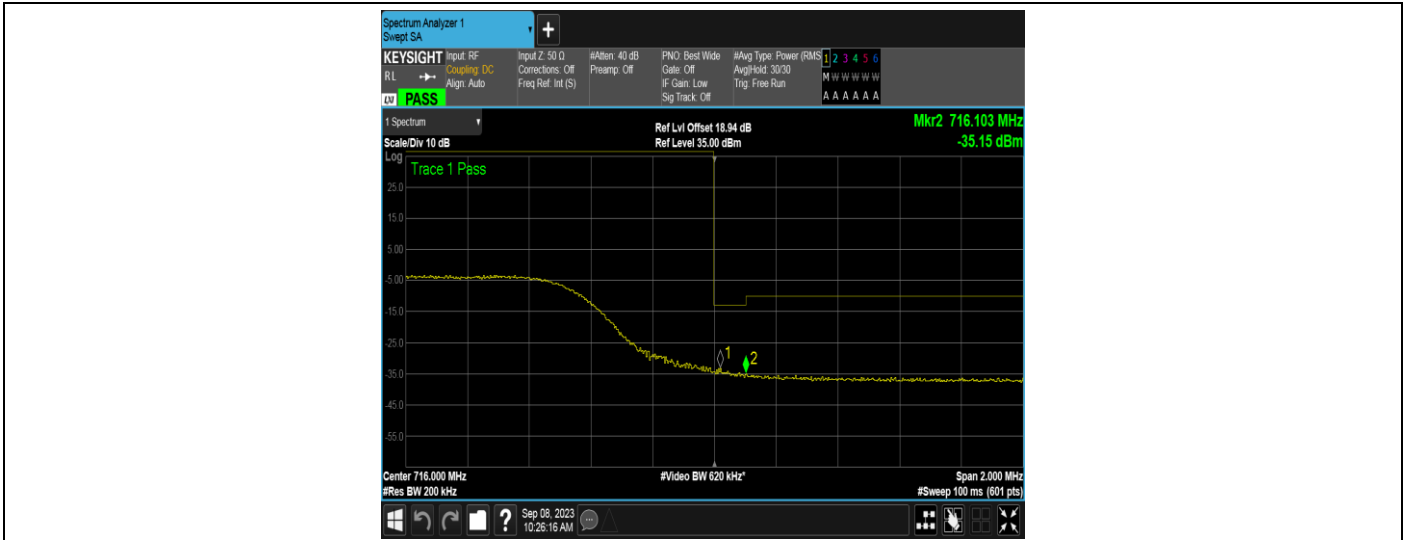 Spectrum Analyzer 1
Swept SA
+
KEYSIGHT Input: RF Input Z: 50 Ω #Atten: 40 dB PNO: Best Wide #Avg Type: Power (RMS 1 2 3 4 5 6
RL Coupling: DC Corrections: Off Preamp: Off Gate: Off Avg|Hold: 30/30 M W W W W W
Align: Auto Freq Ref: Int (S) IF Gain: Low Trig: Free Run
LXI PASS Sig Track: Off A A A A A A
1 Spectrum Ref Lvl Offset 18.94 dB Mkr2 716.103 MHz
Scale/Div 10 dB Ref Level 35.00 dBm -35.15 dBm
Log
Trace 1 Pass
25.0
15.0
5.00
-5.00
-15.0
-25.0
1
2
-35.0
-45.0
-55.0
Center 716.000 MHz #Video BW 620 kHz* Span 2.000 MHz
#Res BW 200 kHz #Sweep 100 ms (601 pts)
? Sep 08, 2023
10:26:16 AM